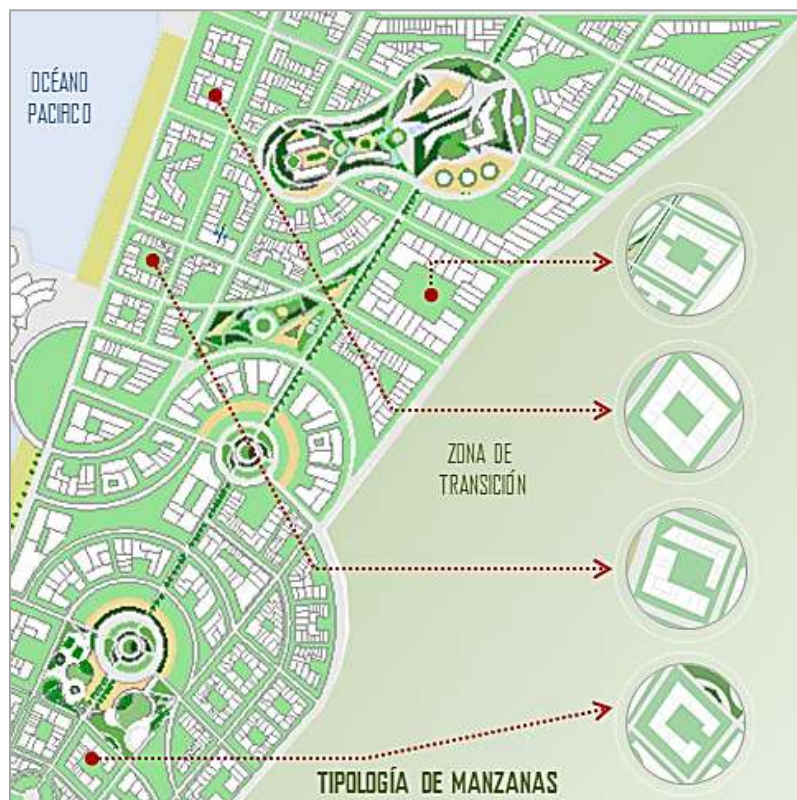 OCÉANO
PACIFICO
ZONA DE
TRANSICIÓN
TIPOLOGÍA DE MANZANAS